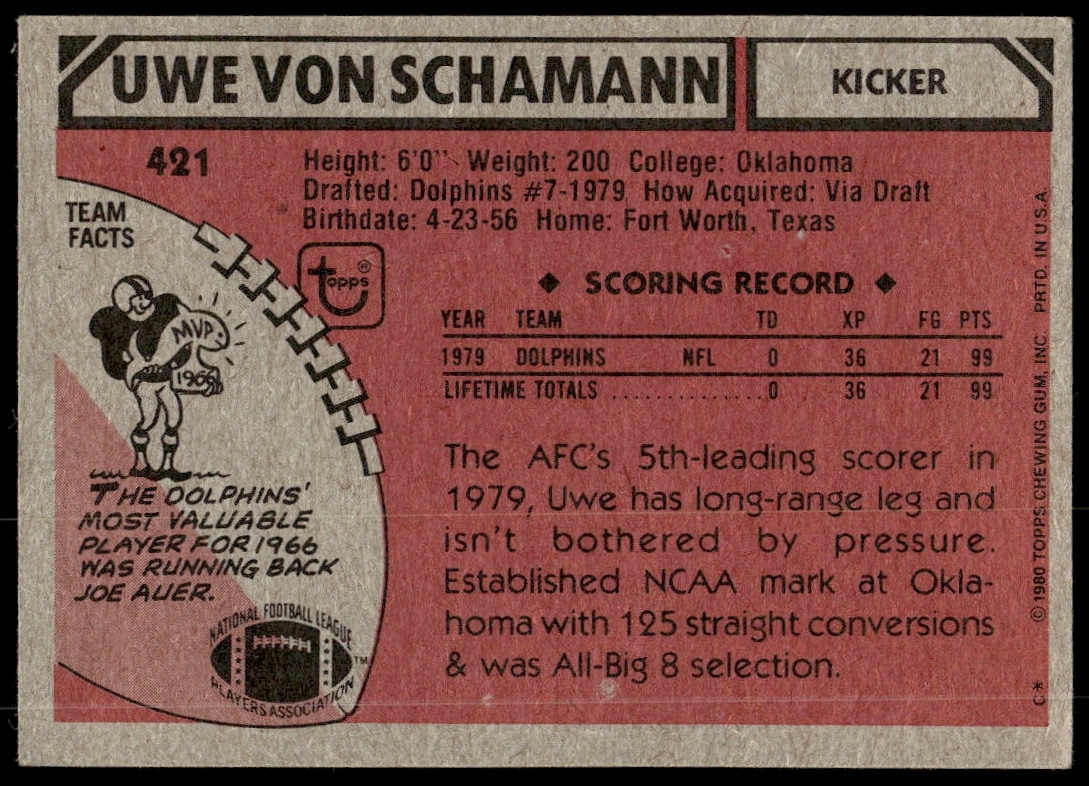 UWE VON SCHAMANN
KICKER
421
Height: 6'0" Weight: 200 College: Oklahoma
Drafted: Dolphins #7-1979 How Acquired: Via Draft
Birthdate: 4-23-56 Home: Fort Worth, Texas
TEAM
FACTS
MVP
1966
THE DOLPHINS'
MOST VALUABLE
PLAYER FOR 1966
WAS RUNNING BACK
JOE AUER.
NATIONAL FOOTBALL LEAGUE
PLAYERS ASSOCIATION
TM
topps®
◆ SCORING RECORD ◆
YEAR TEAM TD XP FG PTS
1979 DOLPHINS NFL 0 36 21 99
LIFETIME TOTALS ..............0 36 21 99
The AFC's 5th-leading scorer in
1979, Uwe has long-range leg and
isn't bothered by pressure.
Established NCAA mark at Okla-
homa with 125 straight conversions
& was All-Big 8 selection.
C* © 1980 TOPPS CHEWING GUM, INC. PRTD. IN U.S.A.